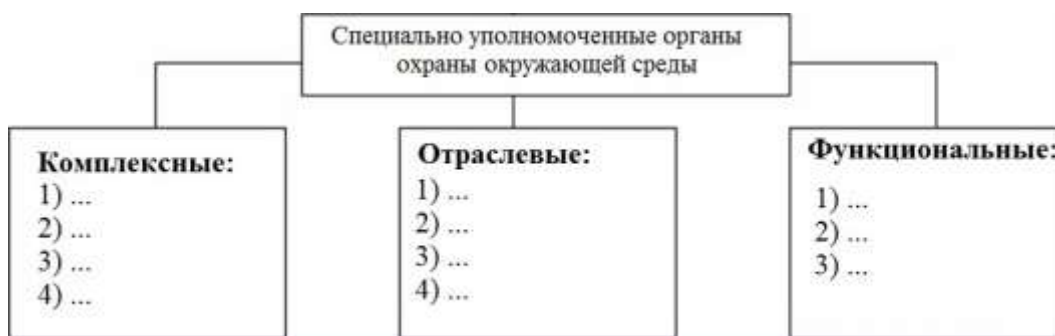 Специально уполномоченные органы
охраны окружающей среды
Комплексные:
1) ...
2) ...
3) ...
4) ...
Отраслевые:
1) ...
2) ...
3) ...
4) ...
Функциональные:
1) ...
2) ...
3) ...